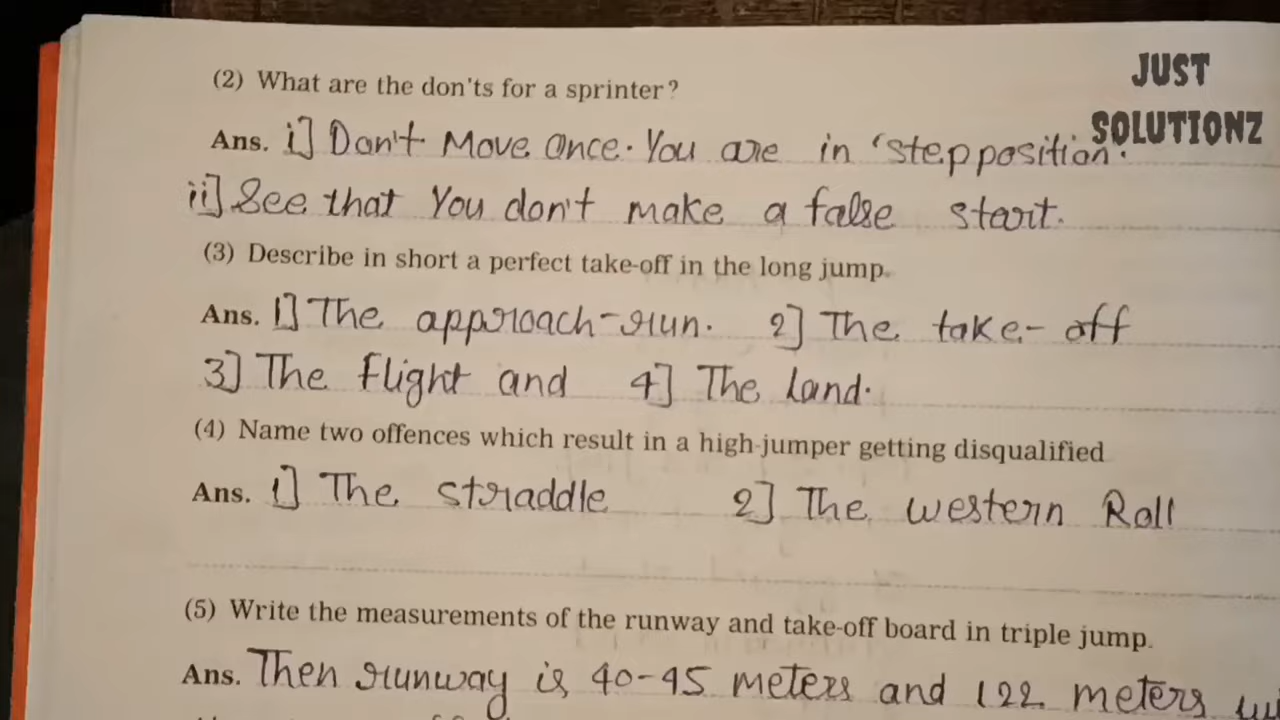 JUST
SOLUTIONZ
(2) What are the don'ts for a sprinter?
Ans. i] Don't Move Once. You are in 'step position.
ii] See that You don't make a false start.
(3) Describe in short a perfect take-off in the long jump.
Ans. 1] The approach-run. 2] The take-off
3] The flight and 4] The Land.
(4) Name two offences which result in a high-jumper getting disqualified
Ans. 1] The straddle 2] The western Roll
(5) Write the measurements of the runway and take-off board in triple jump.
Ans. Then runway is 40-45 meters and 122 meters